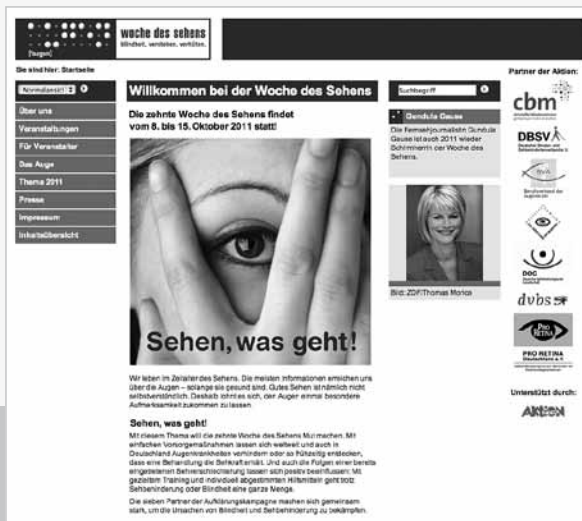 woche des sehens
blindheit. verstehen. verhüten.
[augen]
Sie sind hier: Startseite
Partner der Aktion:
Normalansicht
Über uns
Veranstaltungen
Für Veranstalter
Das Auge
Thema 2011
Presse
Impressum
Inhaltsübersicht
Willkommen bei der Woche des Sehens
Die zehnte Woche des Sehens findet
vom 8. bis 15. Oktober 2011 statt!
Sehen, was geht!
Wir leben im Zeitalter des Sehens. Die meisten Informationen erreichen uns
über die Augen – solange sie gesund sind. Gutes Sehen ist nämlich nicht
selbstverständlich. Deshalb lohnt es sich, den Augen einmal besondere
Aufmerksamkeit zukommen zu lassen.
Sehen, was geht!
Mit diesem Thema will die zehnte Woche des Sehens Mut machen. Mit
einfachen Vorsorgemaßnahmen lassen sich weltweit und auch in
Deutschland Augenkrankheiten verhindern oder so frühzeitig entdecken,
dass eine Behandlung die Sehkraft erhält. Und auch die Folgen einer bereits
eingetretenen Sehverschlechterung lassen sich positiv beeinflussen: Mit
gezieltem Training und individuell abgestimmten Hilfsmitteln geht trotz
Sehbehinderung oder Blindheit eine ganze Menge.
Die sieben Partner der Aufklärungskampagne machen sich gemeinsam
stark, um die Ursachen von Blindheit und Sehbehinderung zu bekämpfen.
Suchbegriff
Gundula Gause
Die Fernsehjournalistin Gundula
Gause ist auch 2011 wieder
Schirmherrin der Woche des
Sehens.
Bild: ZDF/Thomas Morice
cbm
DBSV
Berufsverband der
Augenärzte
DOG
dvbs
PRO
RETINA
PRO RETINA
Deutschland e.V.
Unterstützt durch:
AKTION